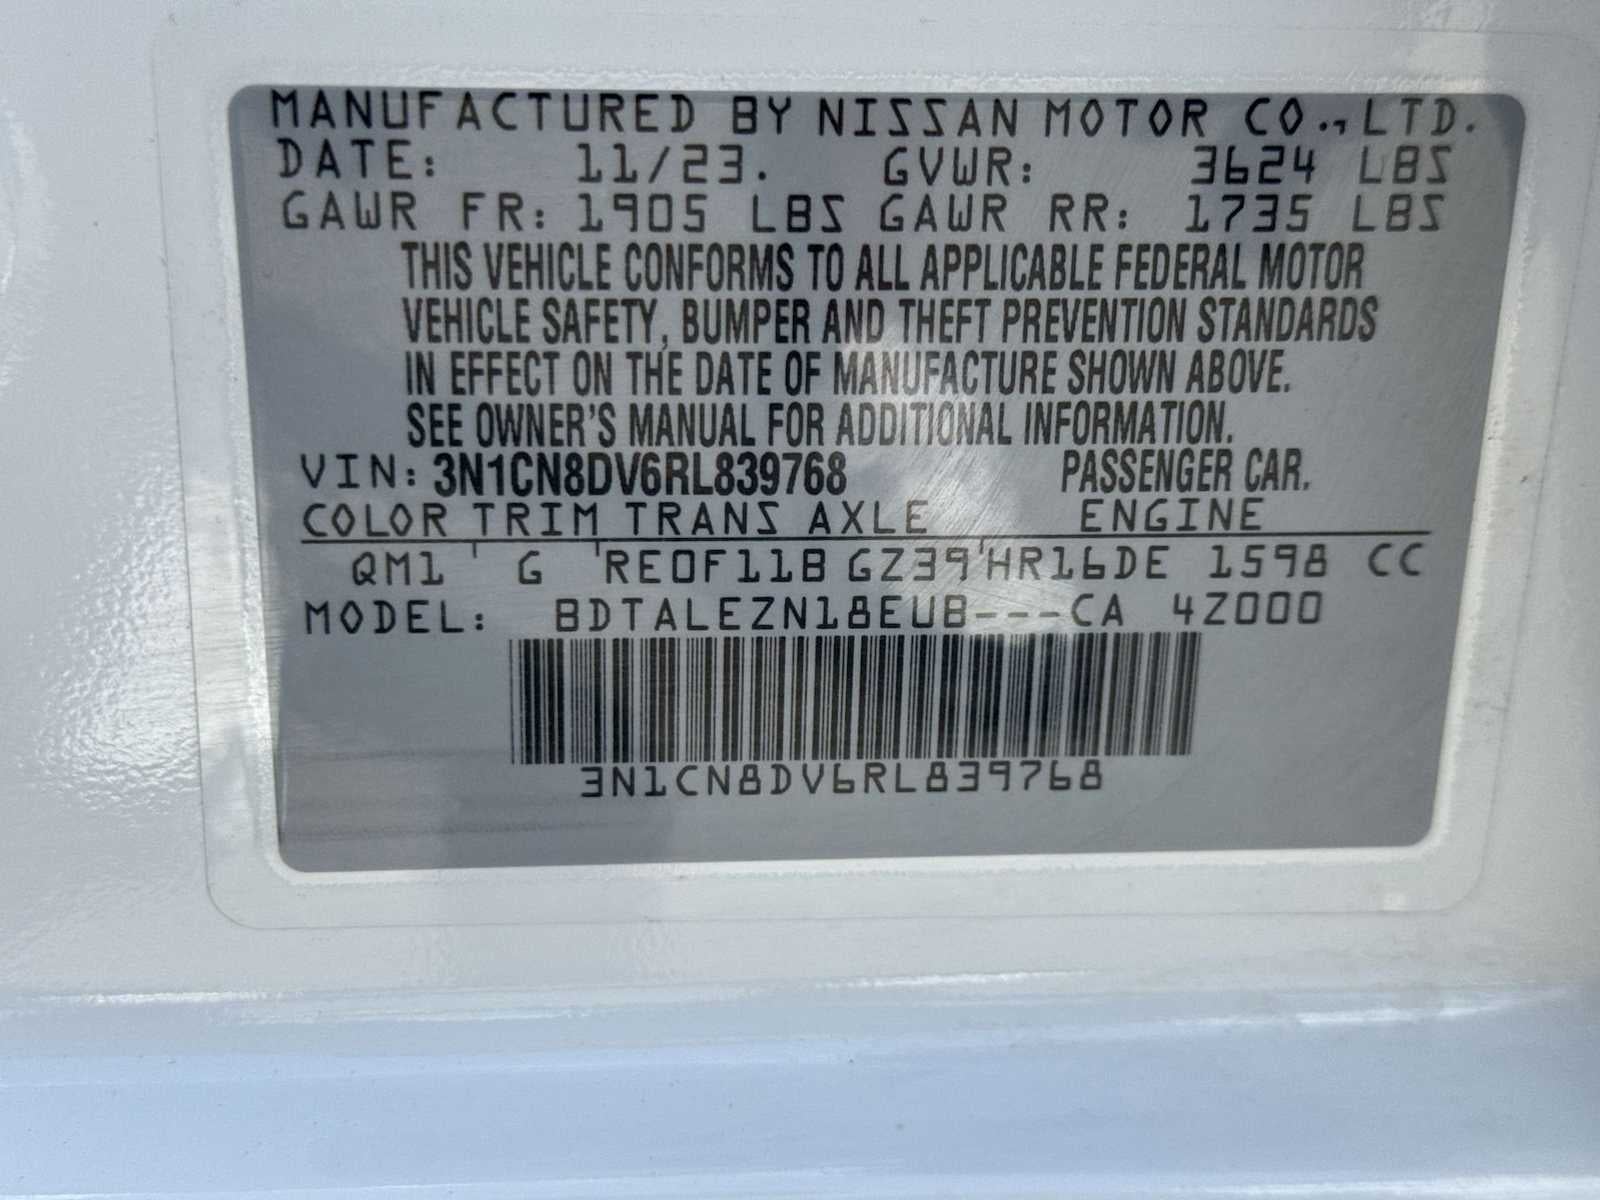 MANUFACTURED BY NISSAN MOTOR CO., LTD.
DATE: 11/23. GVWR: 3624 LBS
GAWR FR: 1905 LBS GAWR RR: 1735 LBS
THIS VEHICLE CONFORMS TO ALL APPLICABLE FEDERAL MOTOR
VEHICLE SAFETY, BUMPER AND THEFT PREVENTION STANDARDS
IN EFFECT ON THE DATE OF MANUFACTURE SHOWN ABOVE.
SEE OWNER'S MANUAL FOR ADDITIONAL INFORMATION.
VIN: 3N1CN8DV6RL839768 PASSENGER CAR.
COLOR TRIM TRANS AXLE ENGINE
QM1 G RE0F11B GZ39 HR16DE 1598 CC
MODEL: BDTALEZN18EUB---CA 4Z000
3N1CN8DV6RL839768